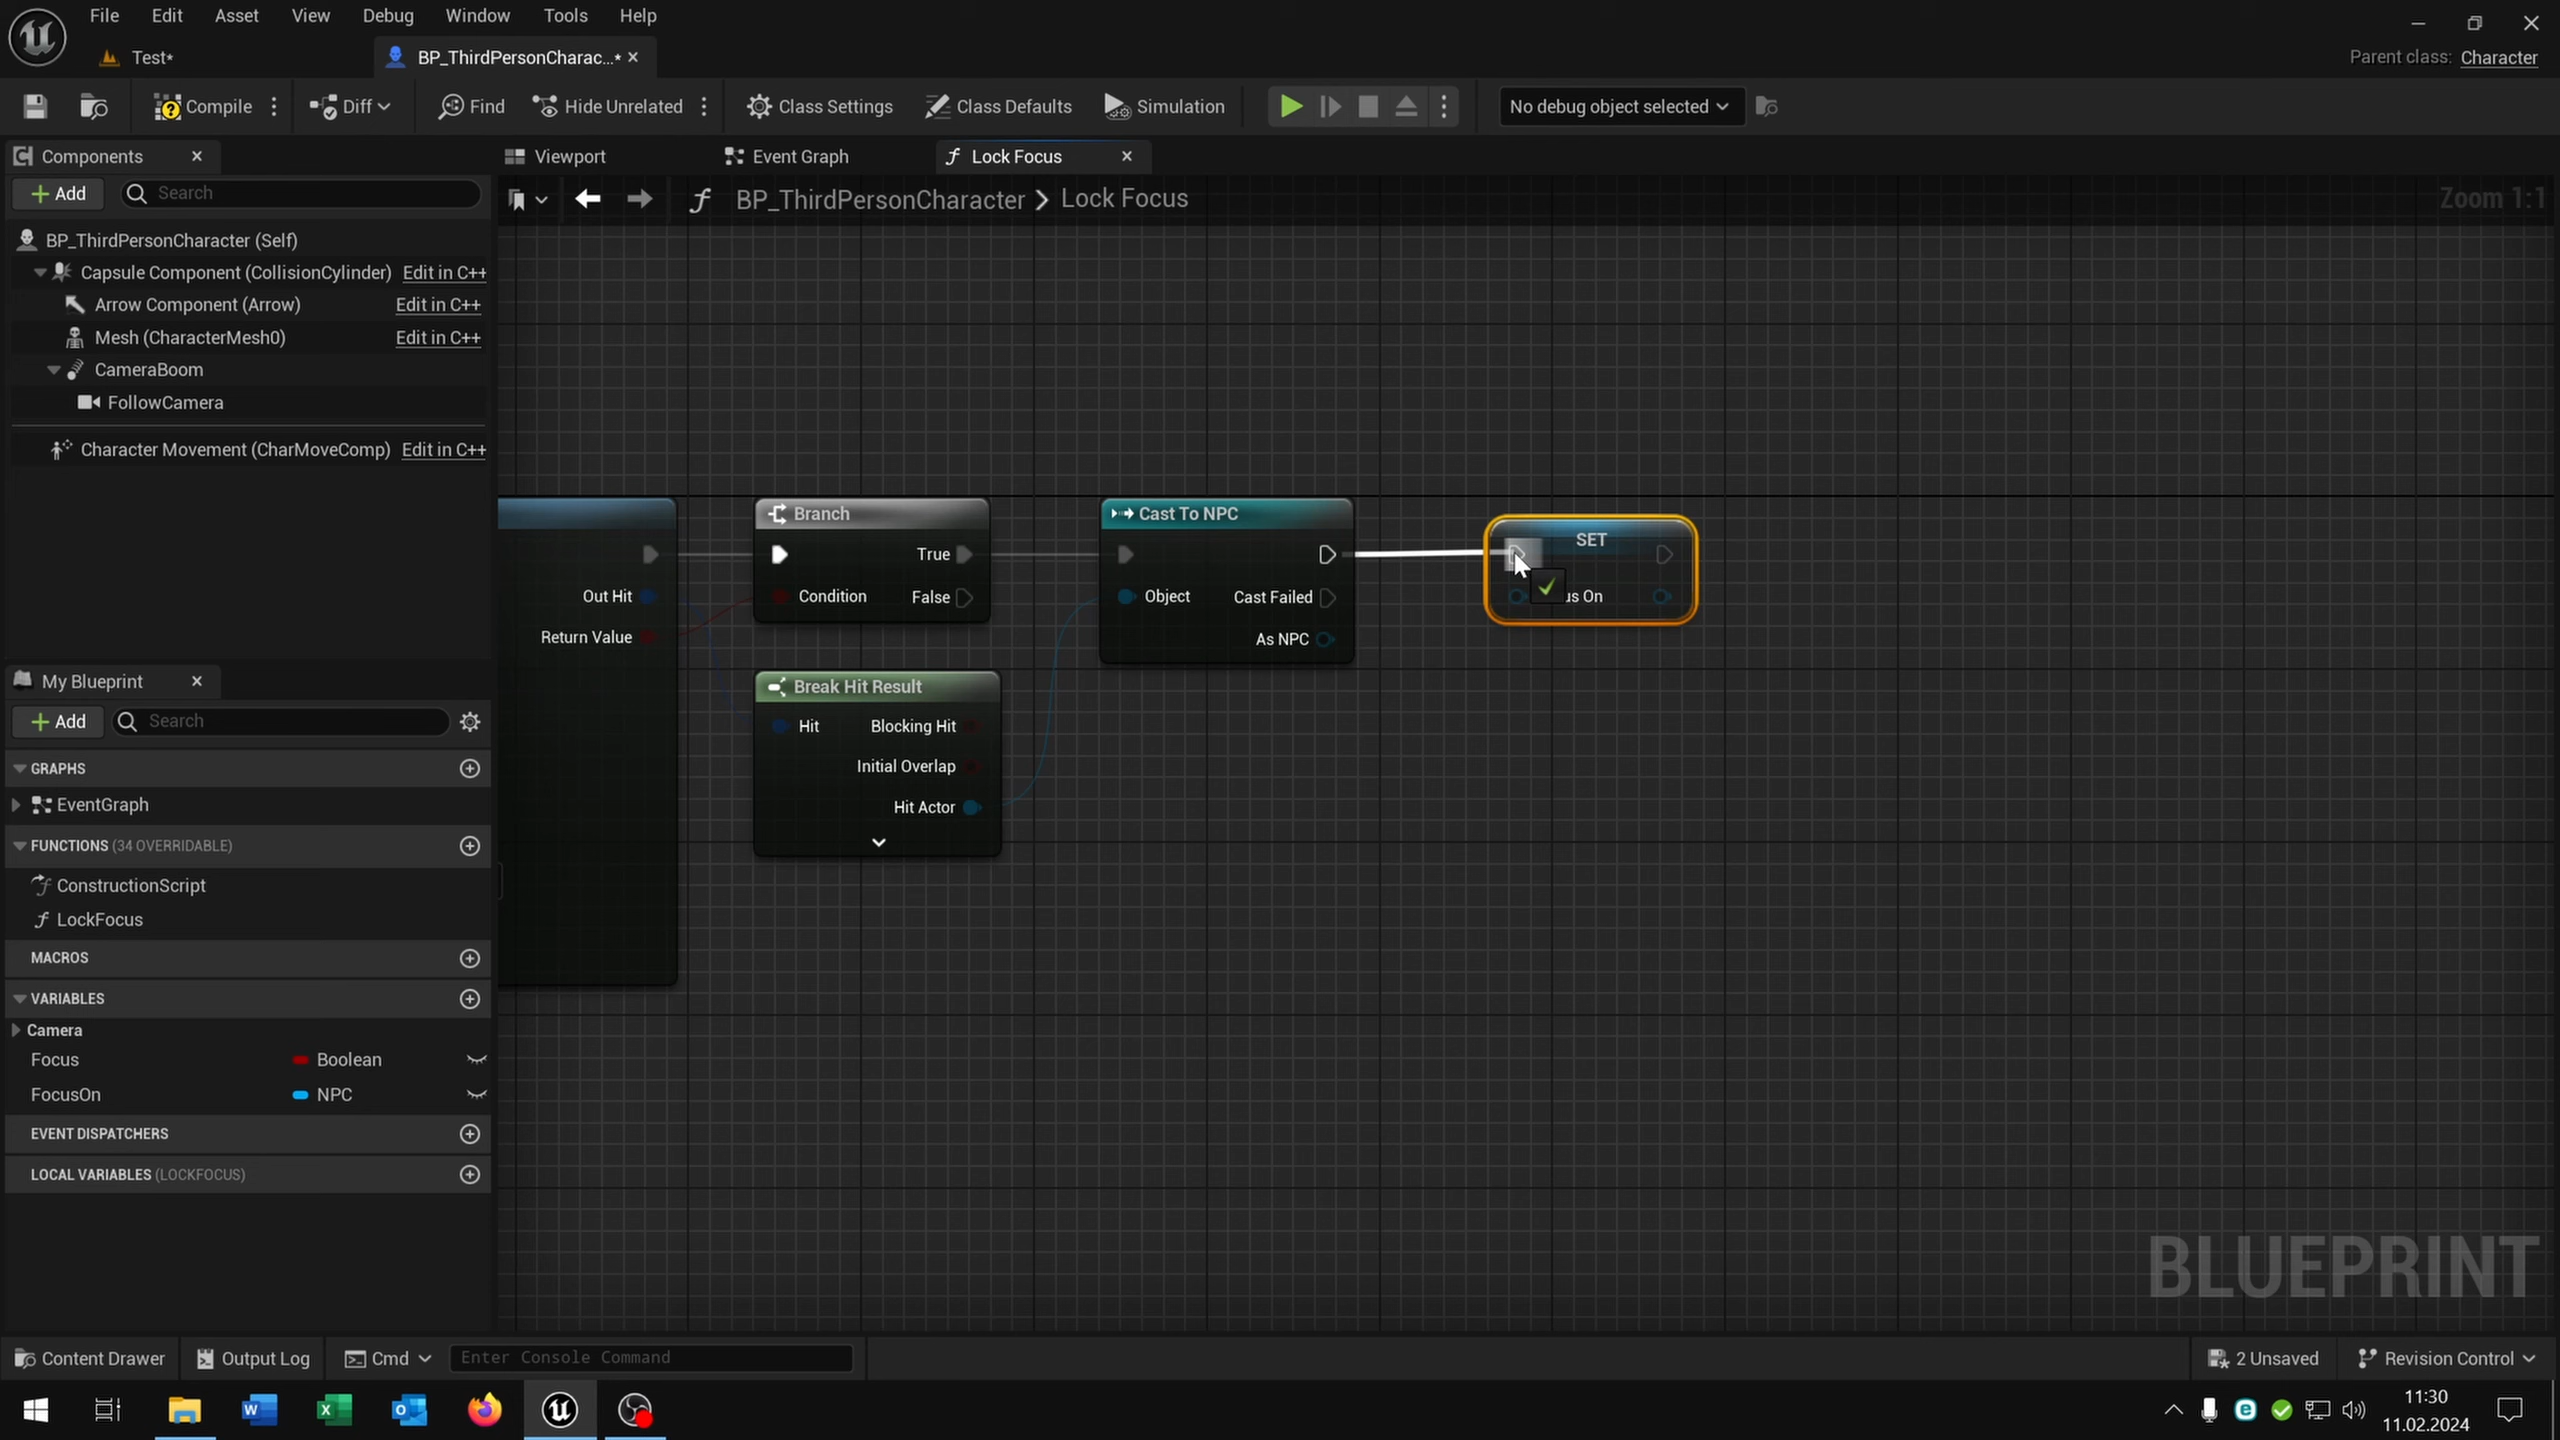 File Edit Asset View Debug Window Tools Help
Test*
BP_ThirdPersonCharac...*
Parent class: Character
Compile Diff Find Hide Unrelated Class Settings Class Defaults Simulation No debug object selected
Components
Viewport Event Graph Lock Focus
Add Search
BP_ThirdPersonCharacter > Lock Focus
Zoom 1:1
BP_ThirdPersonCharacter (Self)
Capsule Component (CollisionCylinder) Edit in C++
Arrow Component (Arrow) Edit in C++
Mesh (CharacterMesh0) Edit in C++
CameraBoom
FollowCamera
Character Movement (CharMoveComp) Edit in C++
Out Hit
Return Value
Branch
True
Condition False
Break Hit Result
Hit Blocking Hit
Initial Overlap
Hit Actor
Cast To NPC
Object Cast Failed
As NPC
SET
us On
My Blueprint
Add Search
GRAPHS
EventGraph
FUNCTIONS (34 OVERRIDABLE)
ConstructionScript
LockFocus
MACROS
VARIABLES
Camera
Focus Boolean
FocusOn NPC
EVENT DISPATCHERS
LOCAL VARIABLES (LOCKFOCUS)
BLUEPRINT
Content Drawer Output Log Cmd Enter Console Command 2 Unsaved Revision Control
11:30
11.02.2024